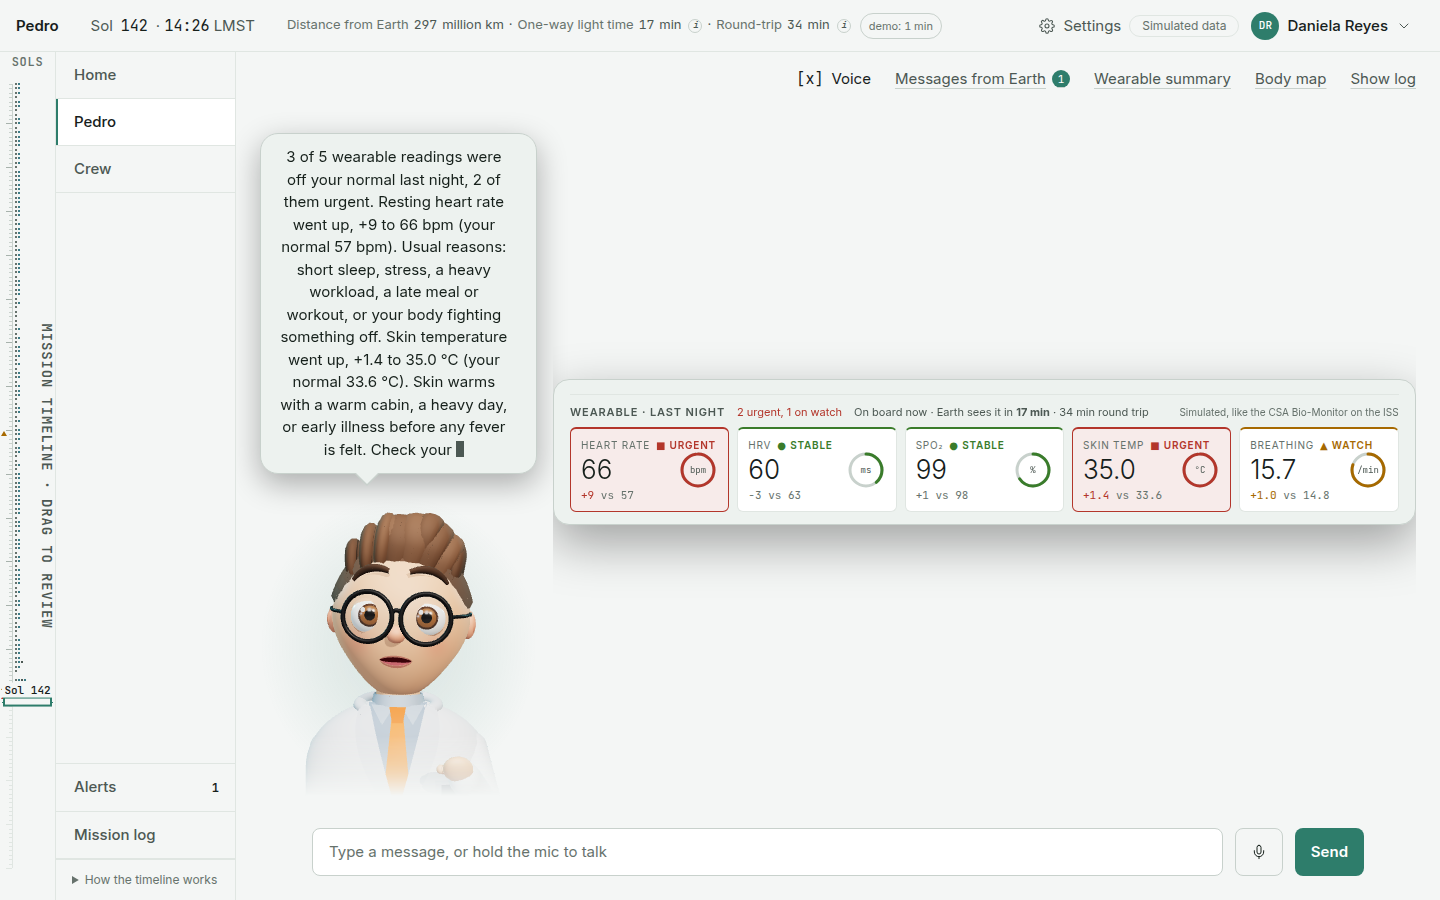 Pedro
Sol 142 · 14:26 LMST
Distance from Earth 297 million km · One-way light time 17 min i · Round-trip 34 min i
demo: 1 min
Settings
Simulated data
DR
Daniela Reyes
SOLS
Home
Pedro
Crew
[x] Voice
Messages from Earth 1
Wearable summary
Body map
Show log
3 of 5 wearable readings were
off your normal last night, 2 of
them urgent. Resting heart rate
went up, +9 to 66 bpm (your
normal 57 bpm). Usual reasons:
short sleep, stress, a heavy
workload, a late meal or
workout, or your body fighting
something off. Skin temperature
went up, +1.4 to 35.0 °C (your
normal 33.6 °C). Skin warms
with a warm cabin, a heavy day,
or early illness before any fever
is felt. Check your
MISSION TIMELINE · DRAG TO REVIEW
Sol 142
WEARABLE · LAST NIGHT
2 urgent, 1 on watch
On board now · Earth sees it in 17 min · 34 min round trip
Simulated, like the CSA Bio-Monitor on the ISS
HEART RATE ■ URGENT
66
bpm
+9 vs 57
HRV ● STABLE
60
ms
-3 vs 63
SPO₂ ● STABLE
99
%
+1 vs 98
SKIN TEMP ■ URGENT
35.0
°C
+1.4 vs 33.6
BREATHING ▲ WATCH
15.7
/min
+1.0 vs 14.8
Alerts 1
Mission log
▶ How the timeline works
Type a message, or hold the mic to talk
Send